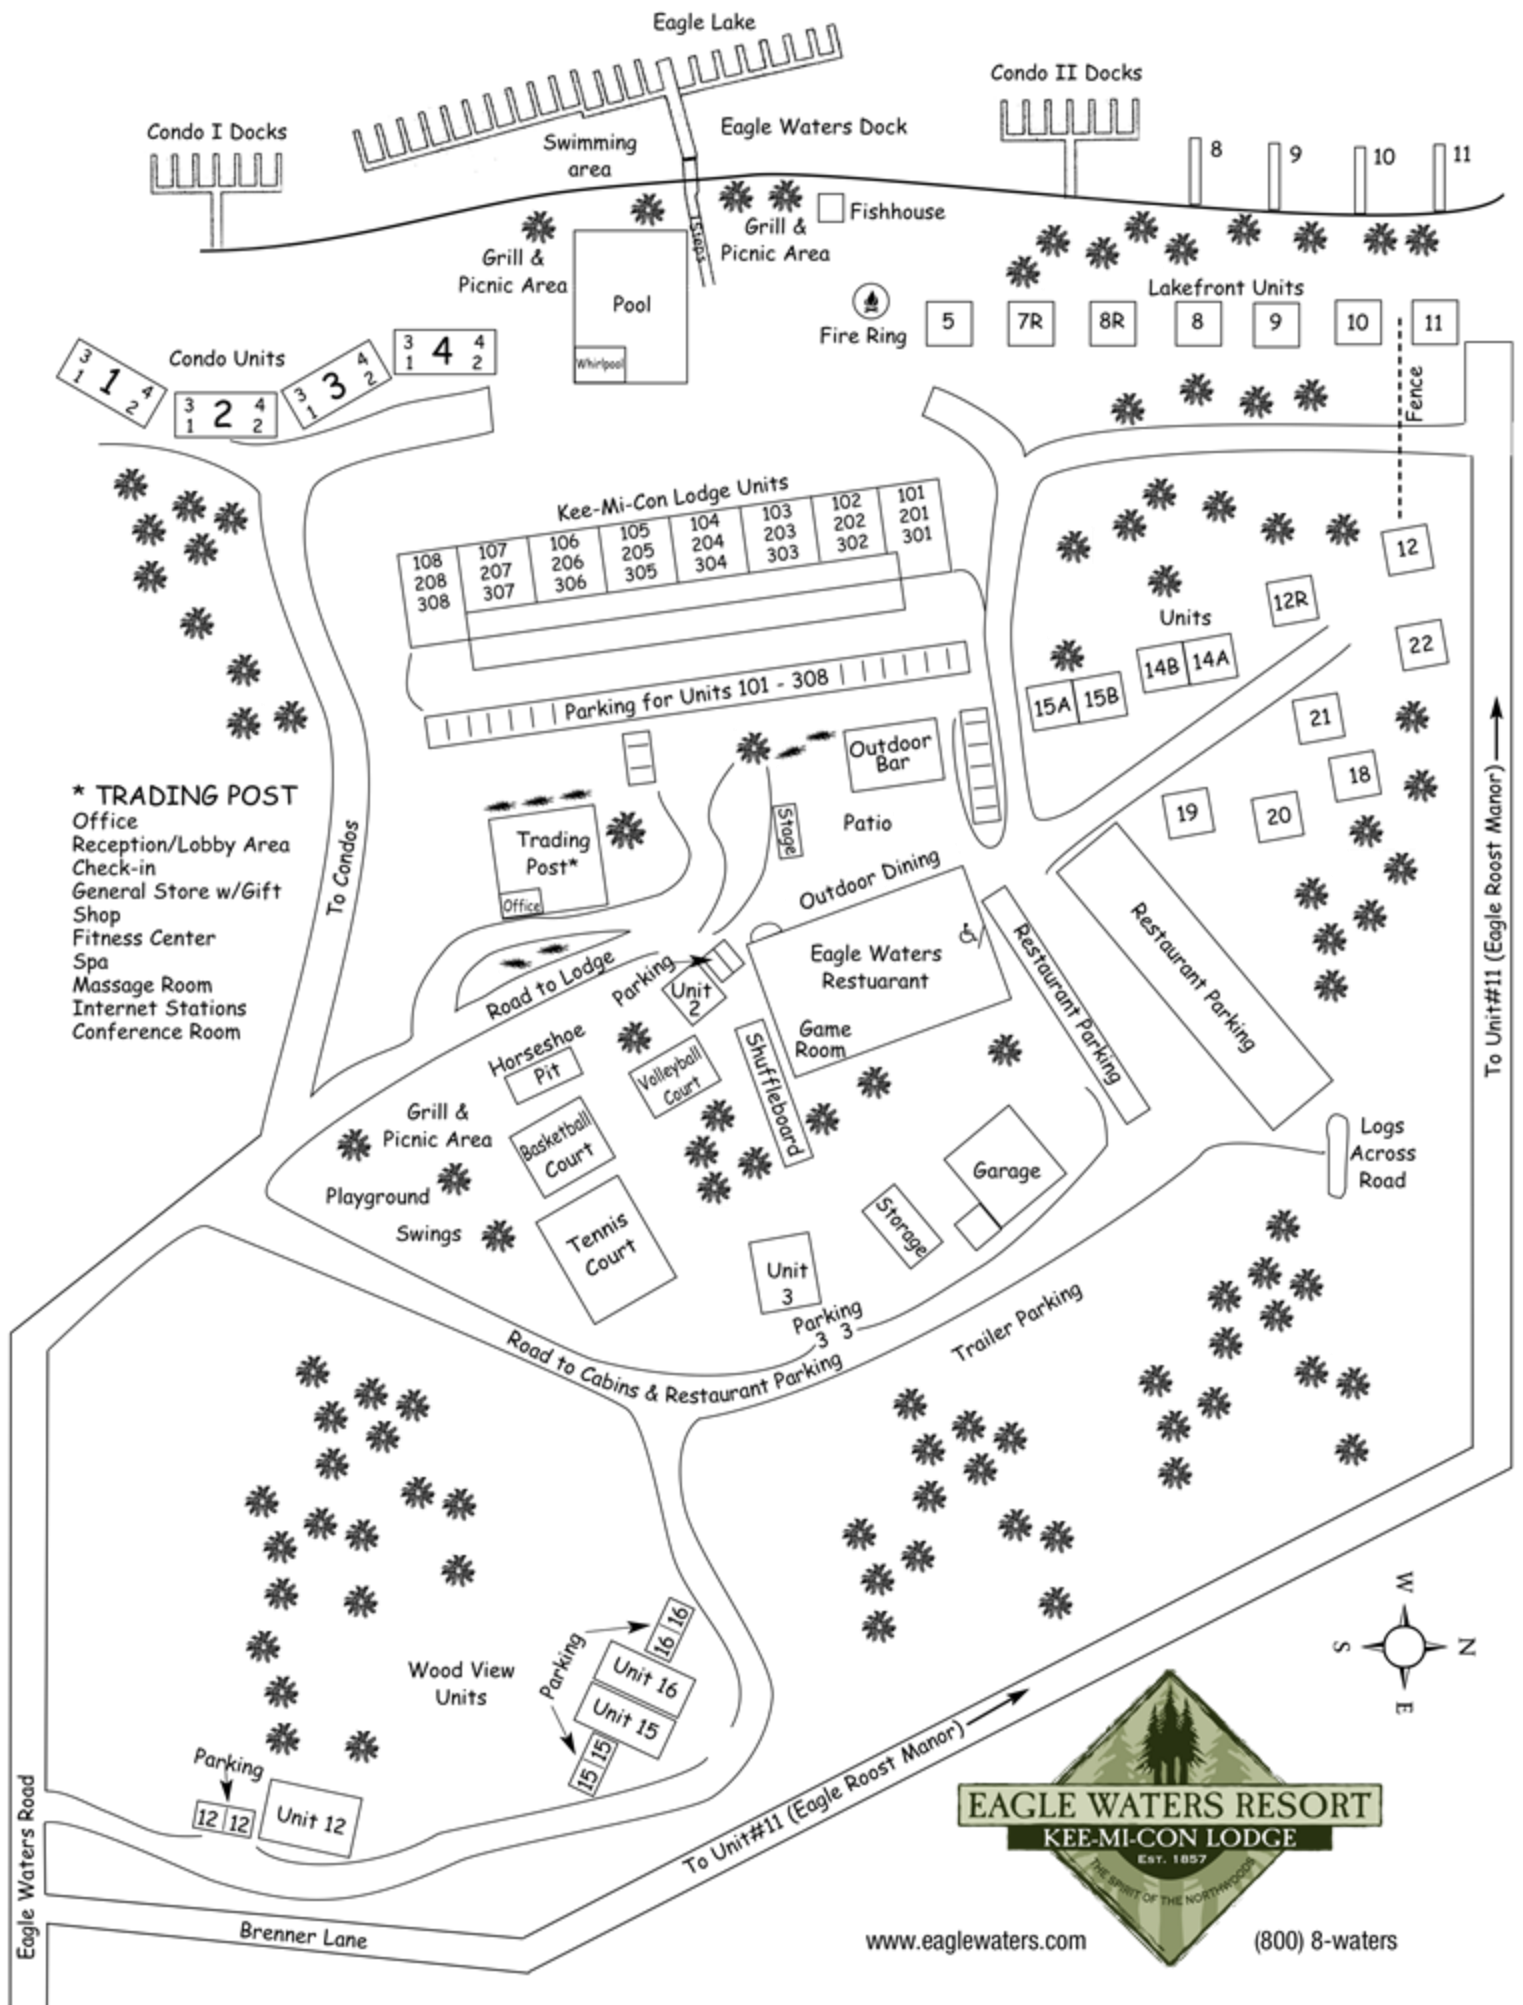 Eagle Lake
Condo II Docks
Condo I Docks
Eagle Waters Dock
Swimming
area
8
9
10
11
Fishhouse
Steps
Grill &
Picnic Area
Grill &
Picnic Area
Pool
Whirlpool
Fire Ring
Lakefront Units
5
7R
8R
8
9
10
11
Fence
Condo Units
3 4
1 1 2
3 4
1 2 2
3 4
1 3 2
3 4 4
1 2
Kee-Mi-Con Lodge Units
108
208
308
107
207
307
106
206
306
105
205
305
104
204
304
103
203
303
102
202
302
101
201
301
Parking for Units 101 - 308
12
12R
Units
22
14B 14A
15A 15B
21
18
19
20
Outdoor
Bar
Patio
Stage
Trading
Post*
Office
To Condos
* TRADING POST
Office
Reception/Lobby Area
Check-in
General Store w/Gift
Shop
Fitness Center
Spa
Massage Room
Internet Stations
Conference Room
Outdoor Dining
Eagle Waters
Restuarant
Game
Room
Restaurant Parking
Restaurant Parking
To Unit#11 (Eagle Roost Manor)
Road to Lodge
Parking
Unit
2
Horseshoe
Pit
Volleyball
Court
Shuffleboard
Basketball
Court
Grill &
Picnic Area
Playground
Swings
Tennis
Court
Garage
Storage
Logs
Across
Road
Unit
3
Parking
3 3
Trailer Parking
Road to Cabins & Restaurant Parking
Wood View
Units
Parking
16 16
Unit 16
Unit 15
15 15
Parking
12 12
Unit 12
To Unit#11 (Eagle Roost Manor)
Eagle Waters Road
Brenner Lane
W
S
N
E
EAGLE WATERS RESORT
KEE-MI-CON LODGE
EST. 1857
THE SPIRIT OF THE NORTHWOODS
www.eaglewaters.com
(800) 8-waters